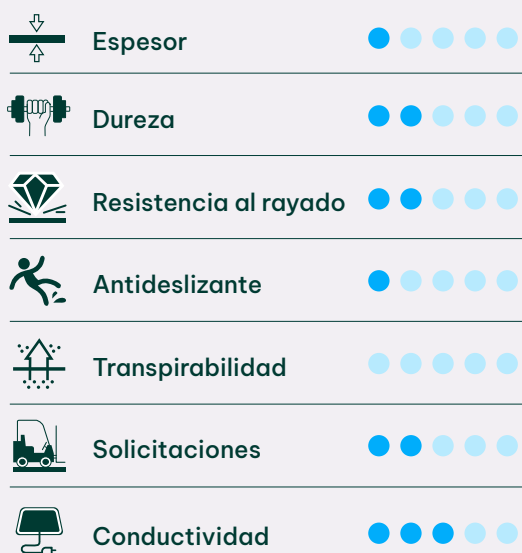 Espesor
Dureza
Resistencia al rayado
Antideslizante
Transpirabilidad
Solicitaciones
Conductividad